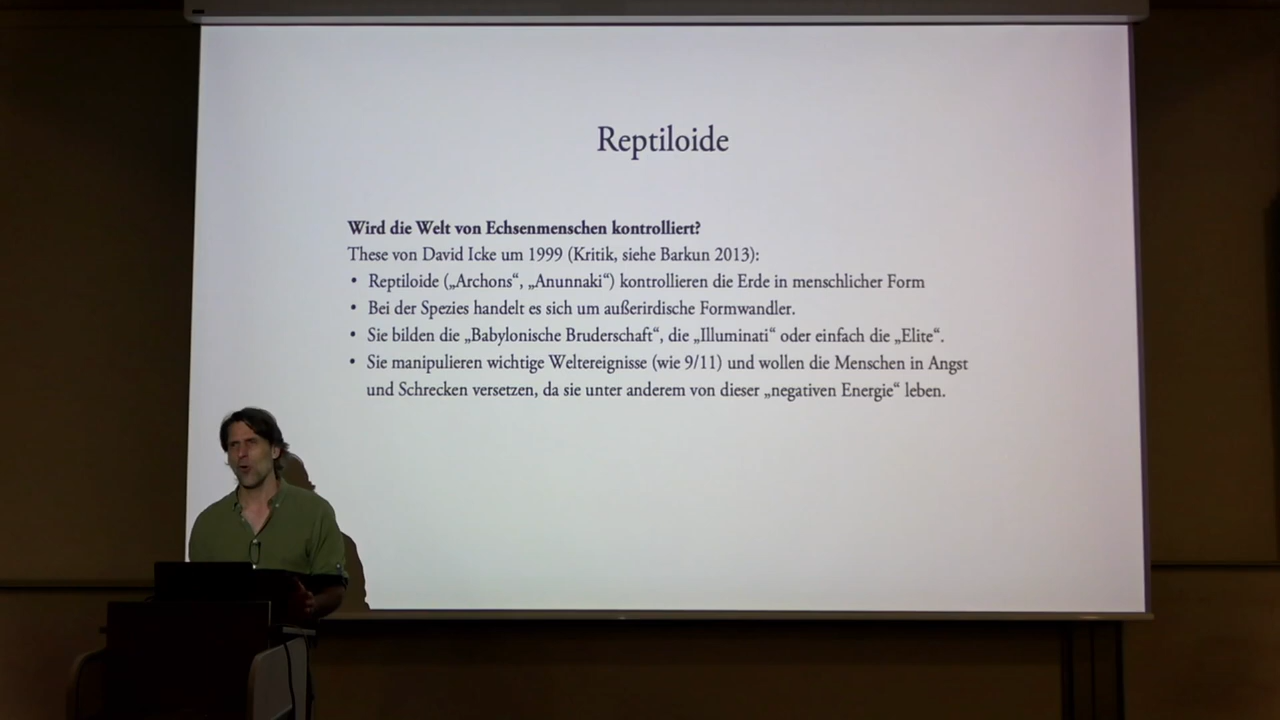 Reptiloide
Wird die Welt von Echsenmenschen kontrolliert?
These von David Icke um 1999 (Kritik, siehe Barkun 2013):
• Reptiloide („Archons“, „Anunnaki“) kontrollieren die Erde in menschlicher Form
• Bei der Spezies handelt es sich um außerirdische Formwandler.
• Sie bilden die „Babylonische Bruderschaft“, die „Illuminati“ oder einfach die „Elite“.
• Sie manipulieren wichtige Weltereignisse (wie 9/11) und wollen die Menschen in Angst
und Schrecken versetzen, da sie unter anderem von dieser „negativen Energie“ leben.